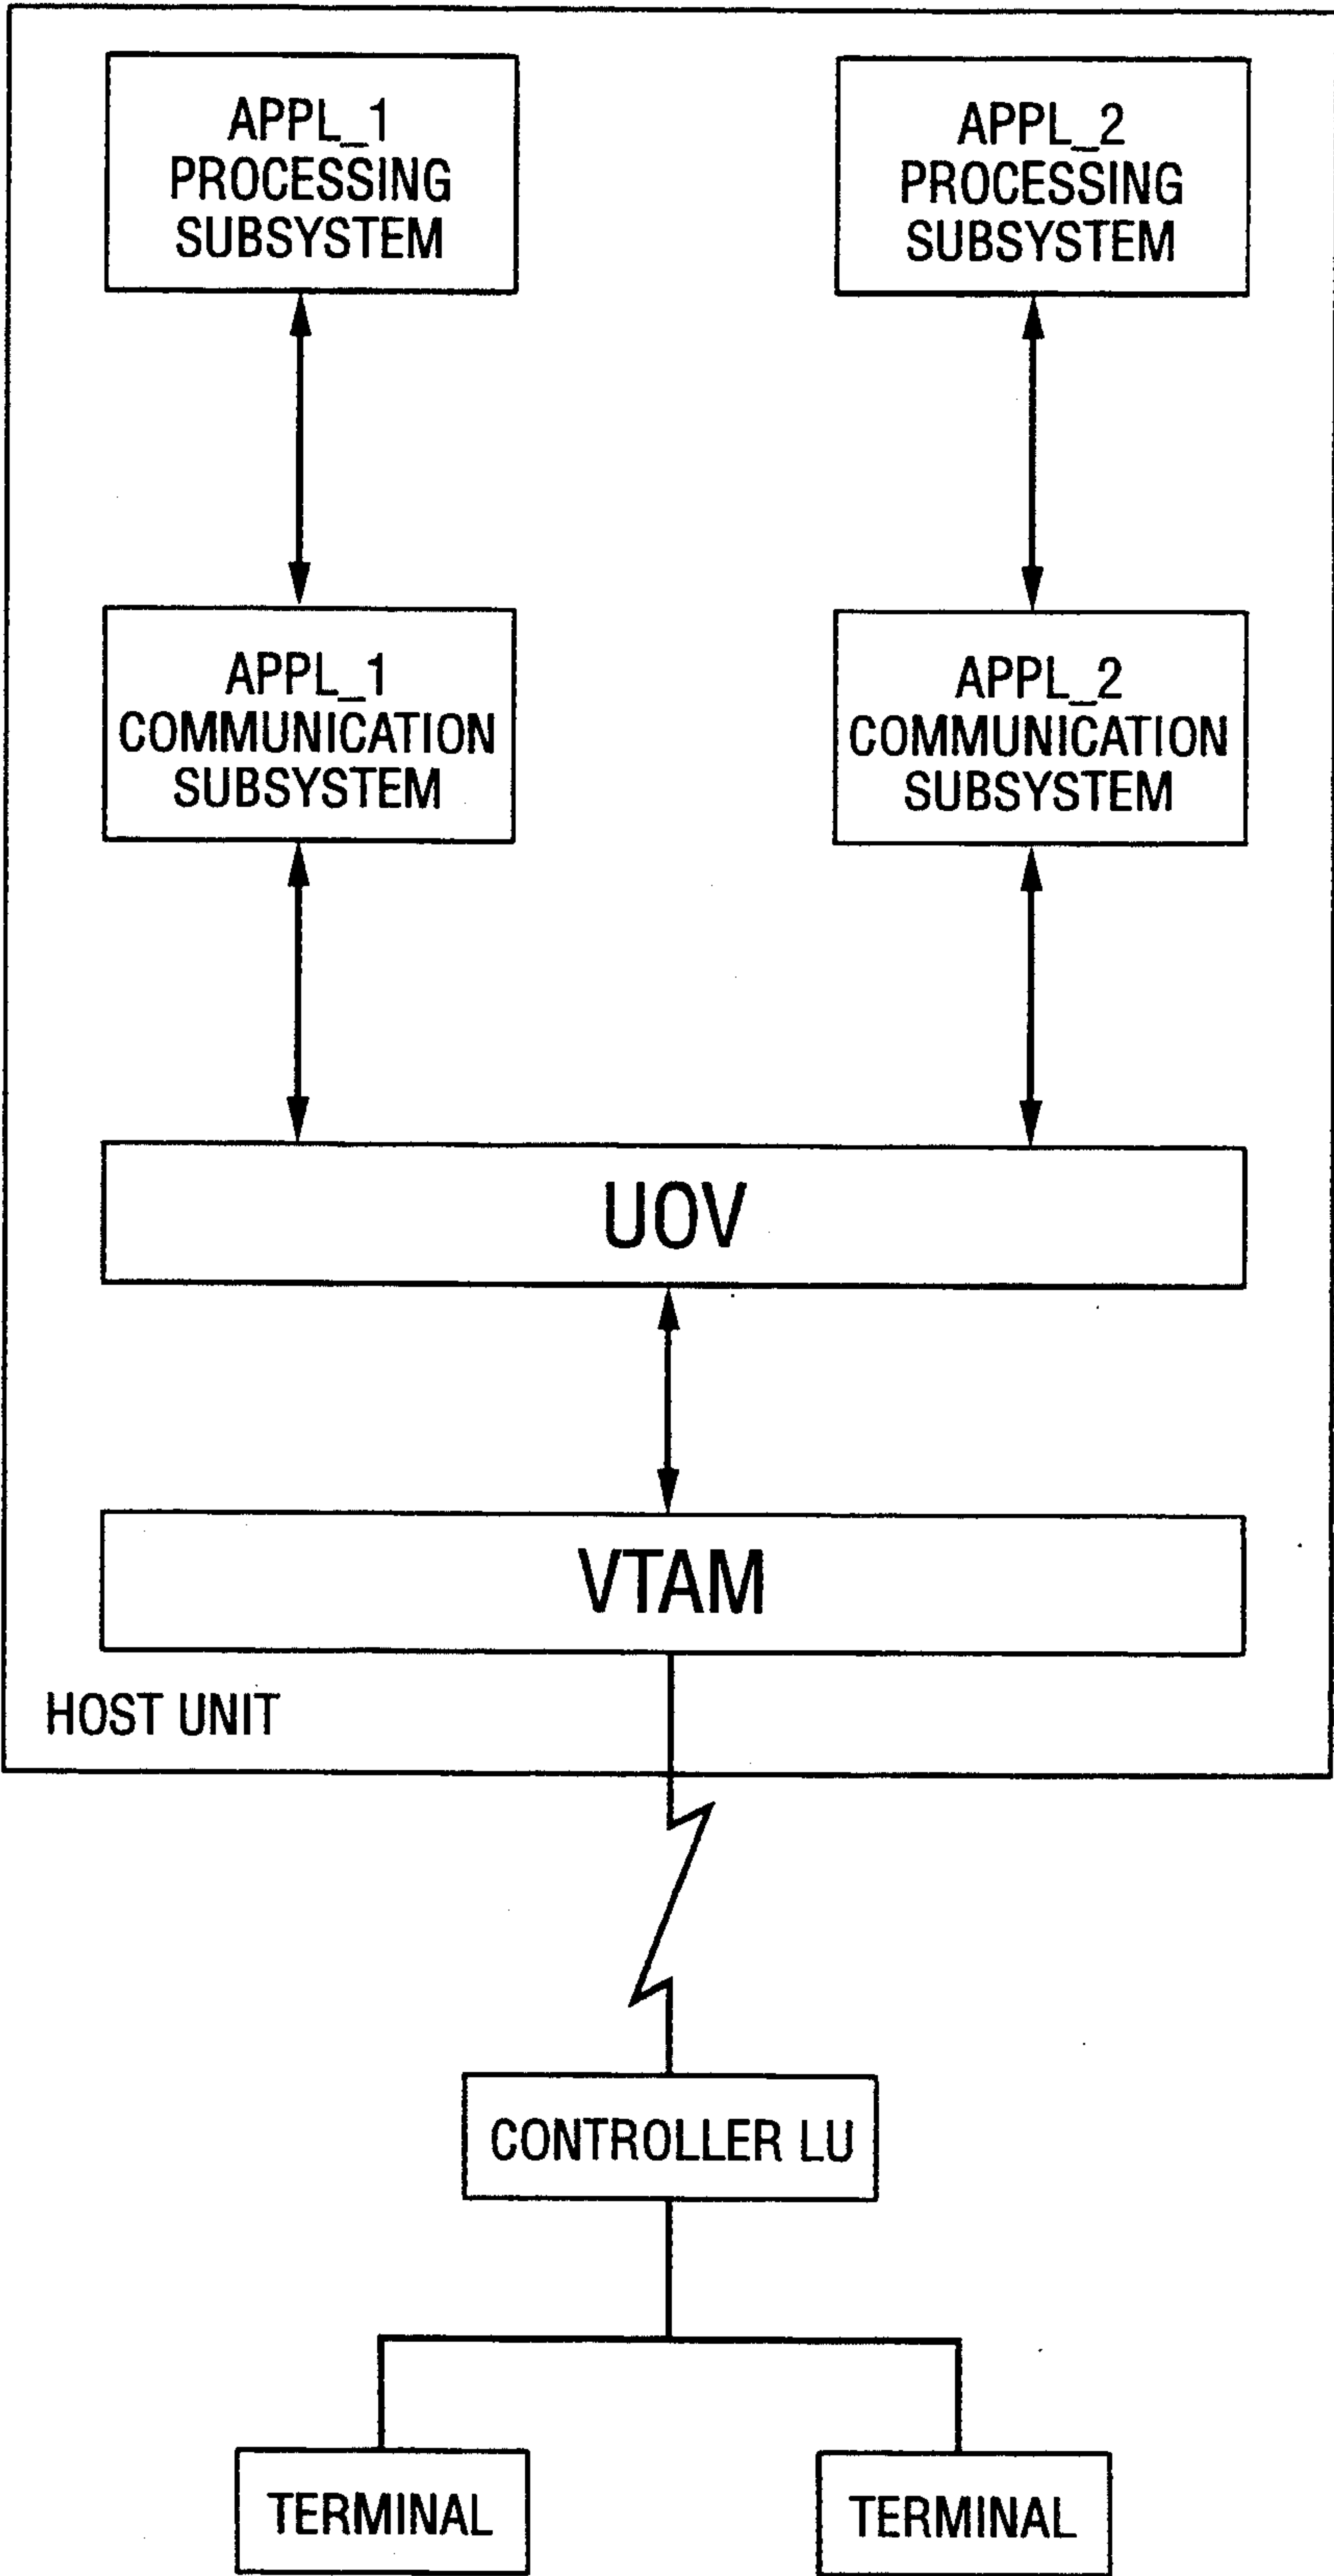 APPL_1
PROCESSING
SUBSYSTEM
APPL_2
PROCESSING
SUBSYSTEM
APPL_1
COMMUNICATION
SUBSYSTEM
APPL_2
COMMUNICATION
SUBSYSTEM
UOV
VTAM
HOST UNIT
CONTROLLER LU
TERMINAL
TERMINAL